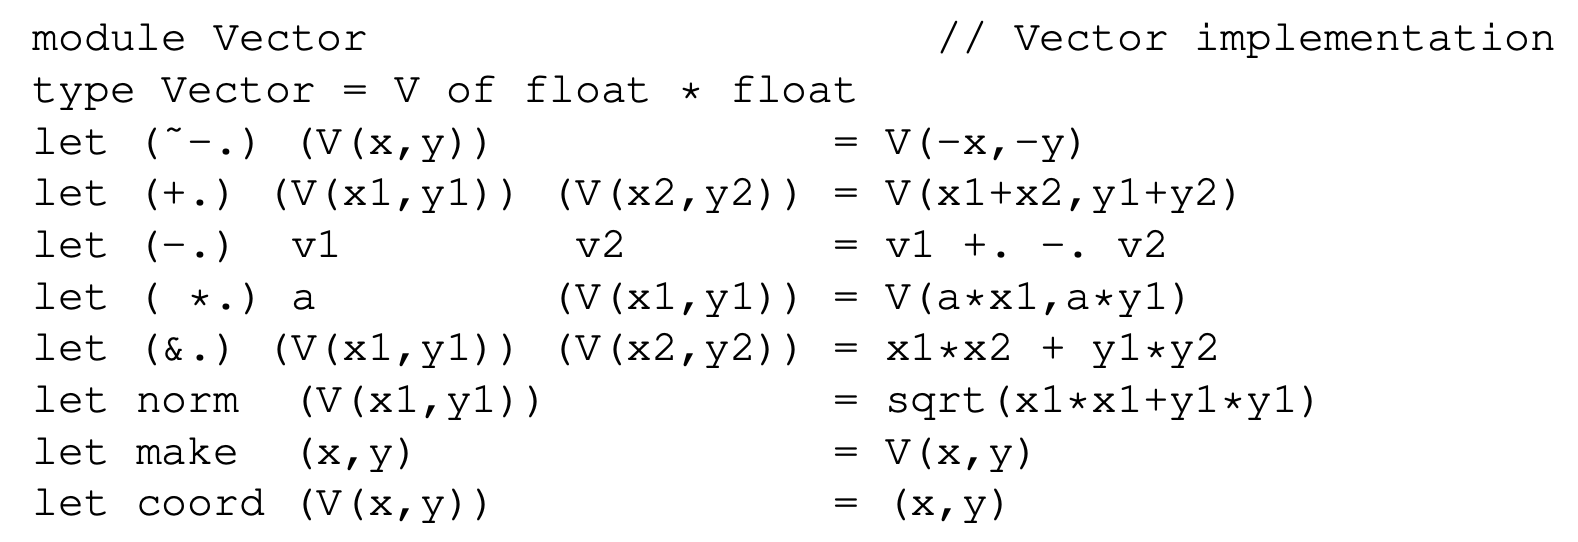 module Vector                      // Vector implementation
type Vector = V of float * float
let (˜-.) (V(x,y))             = V(-x,-y)
let (+.) (V(x1,y1)) (V(x2,y2)) = V(x1+x2,y1+y2)
let (-.)  v1         v2        = v1 +. -. v2
let ( *.) a         (V(x1,y1)) = V(a*x1,a*y1)
let (&.) (V(x1,y1)) (V(x2,y2)) = x1*x2 + y1*y2
let norm  (V(x1,y1))           = sqrt(x1*x1+y1*y1)
let make  (x,y)                = V(x,y)
let coord (V(x,y))             = (x,y)